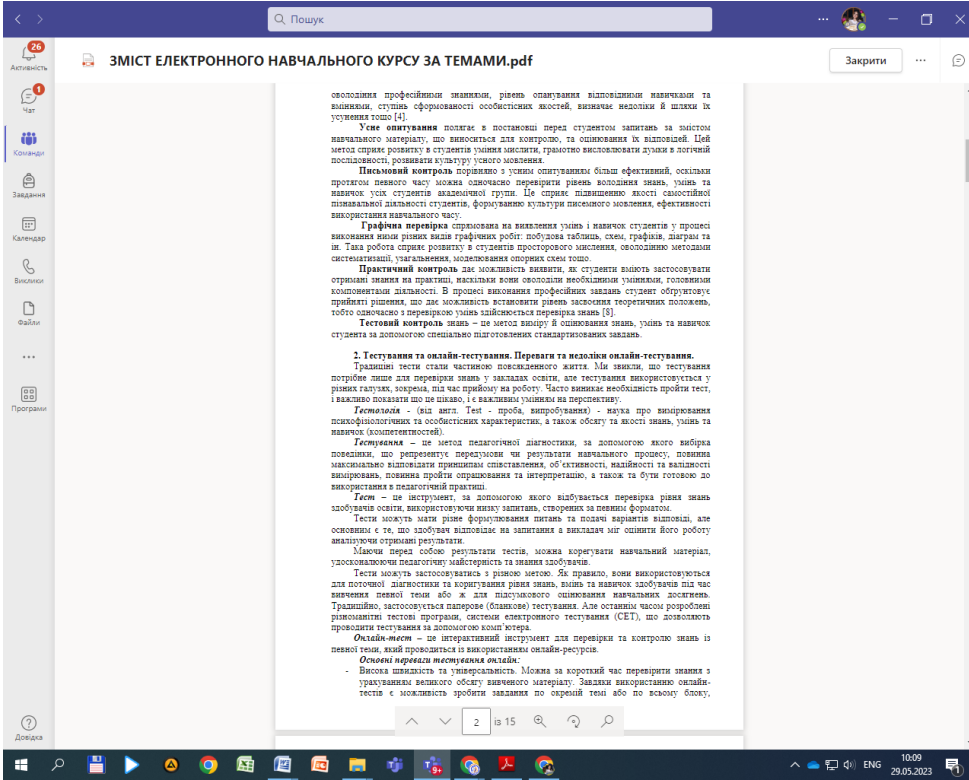 Пошук
26
Активність
1
Чат
Команди
Завдання
Календар
Виклики
Файли
Програми
Довідка
ЗМІСТ ЕЛЕКТРОННОГО НАВЧАЛЬНОГО КУРСУ ЗА ТЕМАМИ.pdf
Закрити
оволодіння професійними знаннями, рівень опанування відповідними навичками та
вміннями, ступінь сформованості особистісних якостей, визначає недоліки й шляхи їх
усунення тощо [4].
Усне опитування полягає в постановці перед студентом запитань за змістом
навчального матеріалу, що виноситься для контролю, та оцінювання їх відповідей. Цей
метод сприяє розвитку в студентів уміння мислити, грамотно висловлювати думки в логічній
послідовності, розвивати культуру усного мовлення.
Письмовий контроль порівняно з усним опитуванням більш ефективний, оскільки
протягом певного часу можна одночасно перевірити рівень володіння знань, умінь та
навичок усіх студентів академічної групи. Це сприяє підвищенню якості самостійної
пізнавальної діяльності студентів, формуванню культури писемного мовлення, ефективності
використання навчального часу.
Графічна перевірка спрямована на виявлення умінь і навичок студентів у процесі
виконання ними різних видів графічних робіт: побудова таблиць, схем, графіків, діаграм та
ін. Така робота сприяє розвитку в студентів просторового мислення, оволодінню методами
систематизації, узагальнення, моделювання опорних схем тощо.
Практичний контроль дає можливість виявити, як студенти вміють застосовувати
отримані знання на практиці, наскільки вони оволоділи необхідними уміннями, головними
компонентами діяльності. В процесі виконання професійних завдань студент обґрунтовує
прийняті рішення, що дає можливість встановити рівень засвоєння теоретичних положень,
тобто одночасно з перевіркою умінь здійснюється перевірка знань [8].
Тестовий контроль знань – це метод виміру й оцінювання знань, умінь та навичок
студента за допомогою спеціально підготовлених стандартизованих завдань.
2. Тестування та онлайн-тестування. Переваги та недоліки онлайн-тестування.
Традиціні тести стали частиною повсякденного життя. Ми звикли, що тестування
потрібне лише для перевірки знань у закладах освіти, але тестування використовується у
різних галузях, зокрема, під час прийому на роботу. Часто виникає необхідність пройти тест,
і важливо показати що це цікаво, і є важливим умінням на перспективу.
Тестологія - (від англ. Test - проба, випробування) - наука про вимірювання
психофізіологічних та особистісних характеристик, а також обсягу та якості знань, умінь та
навичок (компетентностей).
Тестування – це метод педагогічної діагностики, за допомогою якого вибірка
поведінки, що репрезентує передумови чи результати навчального процесу, повинна
максимально відповідати принципам співставлення, об’єктивності, надійності та валідності
вимірювань, повинна пройти опрацювання та інтерпретацію, а також та бути готовою до
використання в педагогічній практиці.
Тест – це інструмент, за допомогою якого відбувається перевірка рівня знань
здобувачів освіти, використовуючи низку запитань, створених за певним форматом.
Тести можуть мати різне формулювання питань та подачі варіантів відповіді, але
основним є те, що здобувач відповідає на запитання а викладач міг оцінити його роботу
аналізуючи отримані результати.
Маючи перед собою результати тестів, можна корегувати навчальний матеріал,
удосконалюючи педагогічну майстерність та знання здобувачів.
Тести можуть застосовуватись з різною метою. Як правило, вони використовуються
для поточної діагностики та коригування рівня знань, вмінь та навичок здобувачів під час
вивчення певної теми або ж для підсумкового оцінювання навчальних досягнень.
Традиційно, застосовується паперове (бланкове) тестування. Але останнім часом розроблені
різноманітні тестові програми, системи електронного тестування (СЕТ), що дозволяють
проводити тестування за допомогою комп’ютера.
Онлайн-тест – це інтерактивний інструмент для перевірки та контролю знань із
певної теми, який проводиться із використанням онлайн-ресурсів.
Основні переваги тестування онлайн:
- Висока швидкість та універсальність. Можна за короткий час перевірити знання з
урахуванням великого обсягу вивченого матеріалу. Завдяки використанню онлайн-
тестів є можливість зробити завдання по окремій темі або по всьому блоку,
2 із 15
9+
ENG
10:09
29.05.2023
1